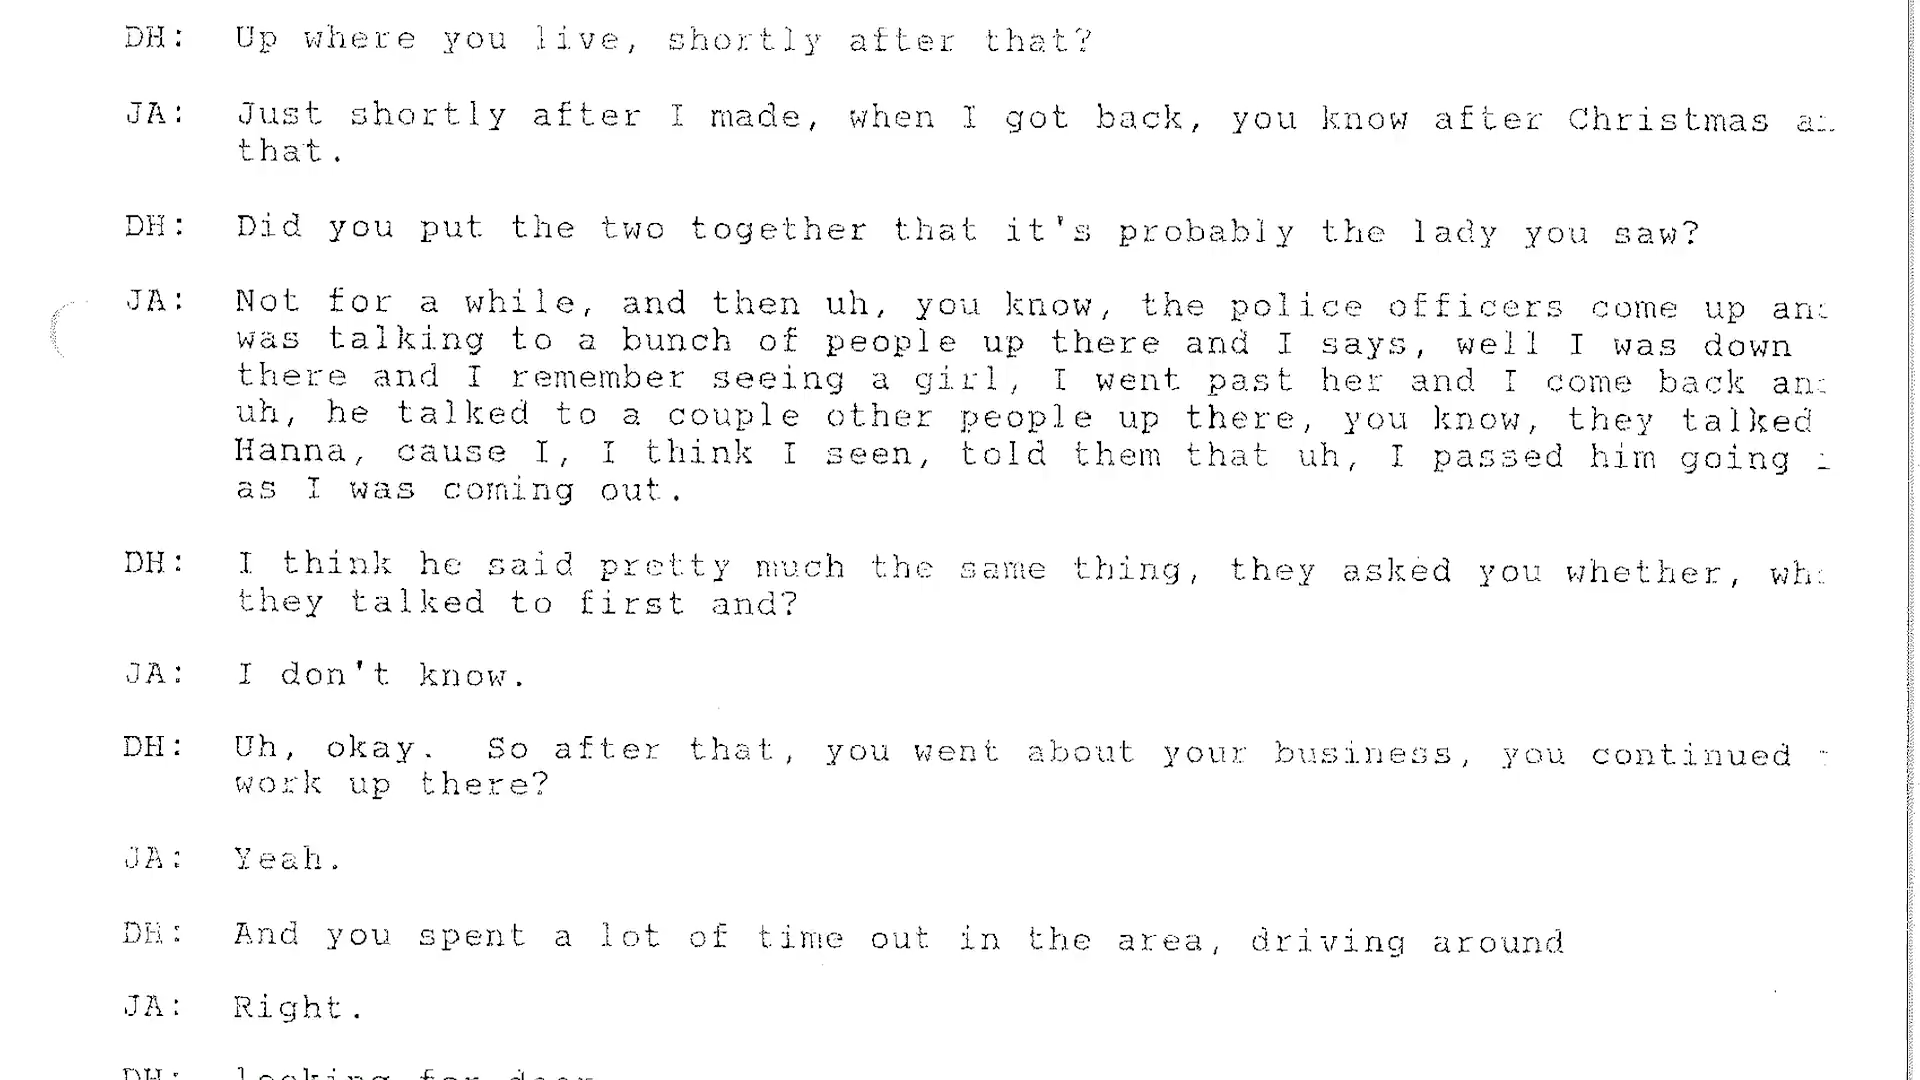 DH: Up where you live, shortly after that?
JA: Just shortly after I made, when I got back, you know after Christmas
that.
DH: Did you put the two together that it's probably the lady you saw?
JA: Not for a while, and then uh, you know, the police officers come up
was talking to a bunch of people up there and I says, well I was down
there and I remember seeing a girl, I went past her and I come back
uh, he talked to a couple other people up there, you know, they talked
Hanna, cause I, I think I seen, told them that uh, I passed him going
as I was coming out.
DH: I think he said pretty much the same thing, they asked you whether,
they talked to first and?
JA: I don't know.
DH: Uh, okay. So after that, you went about your business, you continued
work up there?
JA: Yeah.
DH: And you spent a lot of time out in the area, driving around
JA: Right.
DH: looking for deer